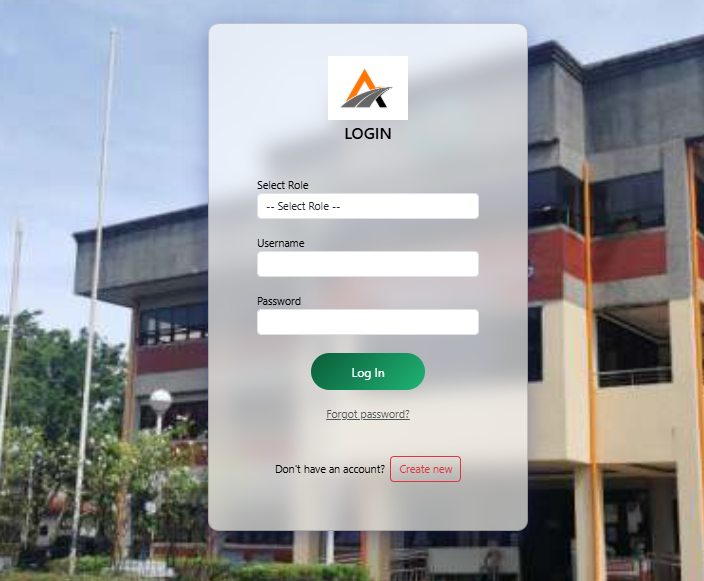 LOGIN
Select Role
-- Select Role --
Username
Password
Log In
Forgot password?
Don't have an account? Create new